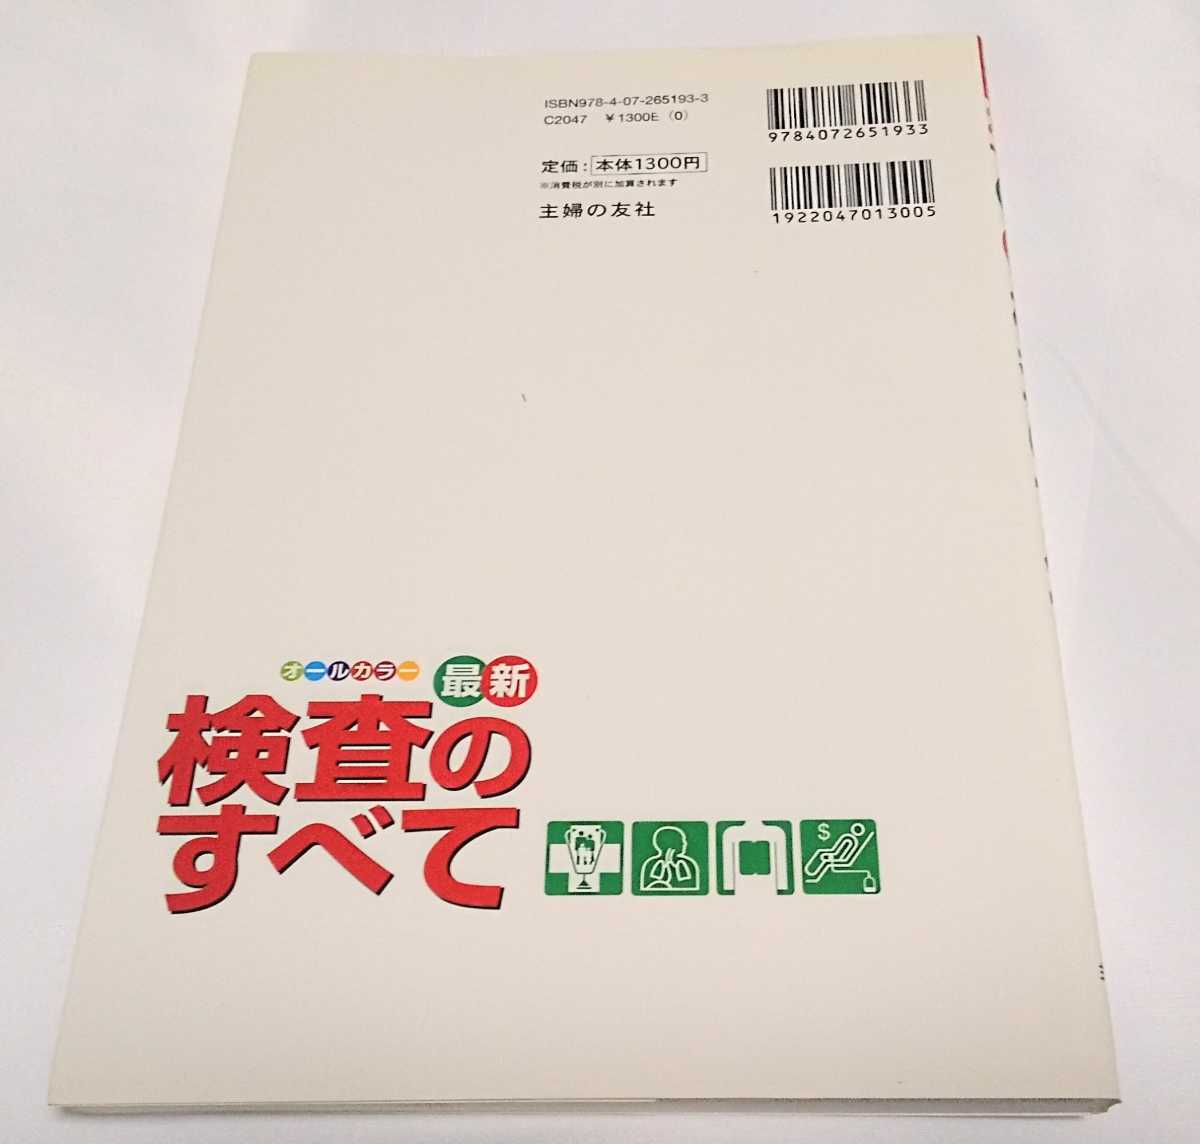 ISBN978-4-07-265193-3
C2047 ¥1300E (0)
定価:本体1300円
※消費税が別に加算されます
主婦の友社
9784072651933
1922047013005
オールカラー 最新
検査の
すべて
$